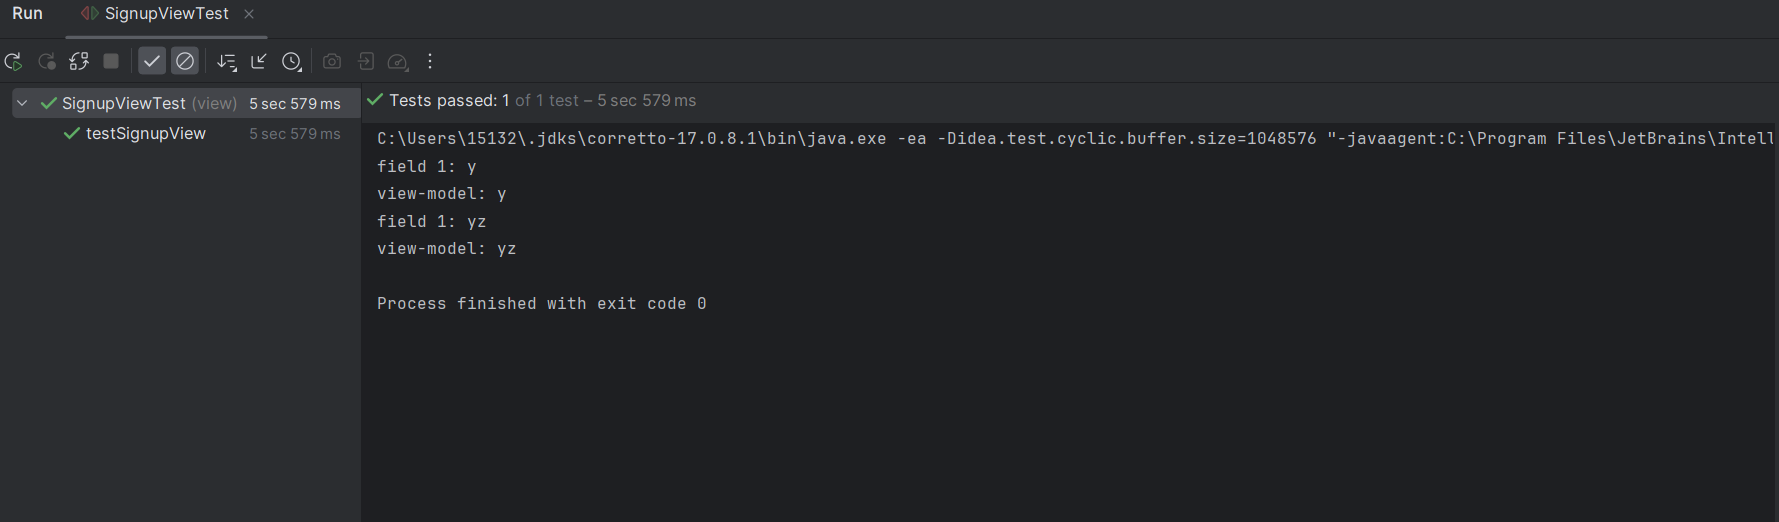 Run SignupViewTest
SignupViewTest (view) 5 sec 579 ms
testSignupView 5 sec 579 ms
Tests passed: 1 of 1 test – 5 sec 579 ms
C:\Users\15132\.jdks\corretto-17.0.8.1\bin\java.exe -ea -Didea.test.cyclic.buffer.size=1048576 "-javaagent:C:\Program Files\JetBrains\Intell
field 1: y
view-model: y
field 1: yz
view-model: yz
Process finished with exit code 0